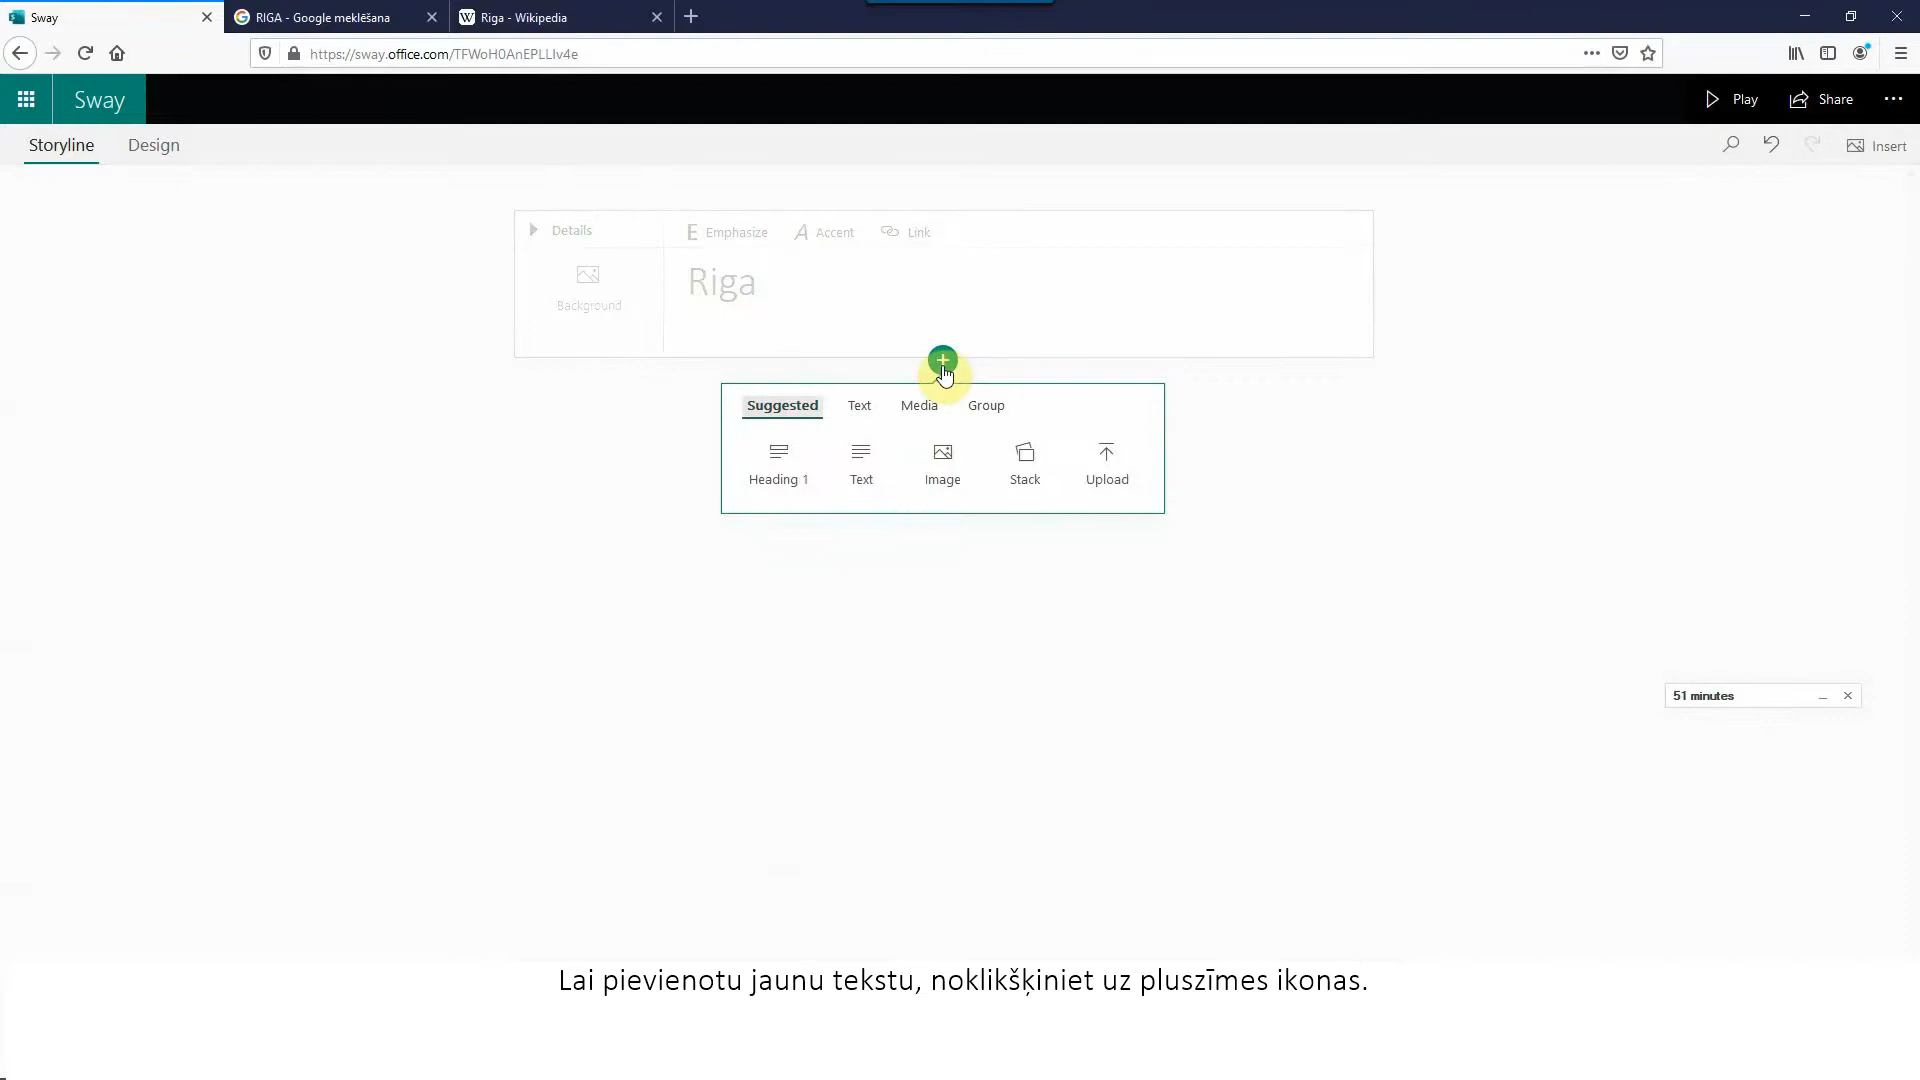 Sway
RIGA - Google meklēšana
Riga - Wikipedia
https://sway.office.com/TFWoH0AnEPLLIv4e
Sway
Play
Share
Storyline
Design
Insert
Details
Emphasize
Accent
Link
Background
Riga
Suggested
Text
Media
Group
Heading 1
Text
Image
Stack
Upload
51 minutes
Lai pievienotu jaunu tekstu, noklikšķiniet uz pluszīmes ikonas.